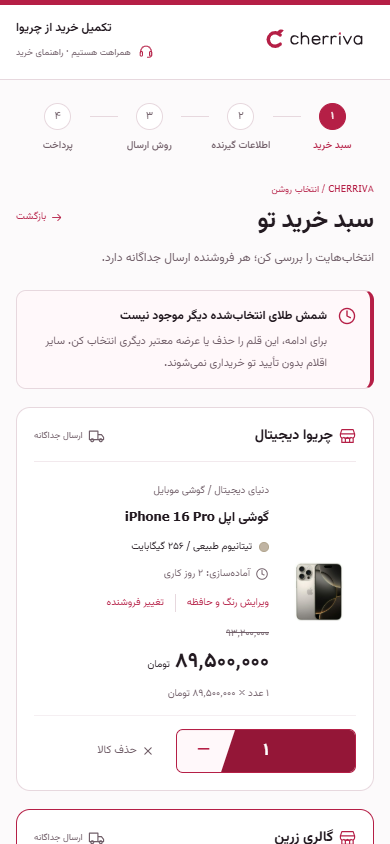 cherriva
تکمیل خرید از چریوا
همراهت هستیم · راهنمای خرید
۱ ۲ ۳ ۴
سبد خرید اطلاعات گیرنده روش ارسال پرداخت
CHERRIVA / انتخاب روشن
سبد خرید تو
بازگشت
انتخاب‌هایت را بررسی کن؛ هر فروشنده ارسال جداگانه دارد.
شمش طلای انتخاب‌شده دیگر موجود نیست
برای ادامه، این قلم را حذف یا عرضه معتبر دیگری انتخاب کن. سایر
اقلام بدون تأیید تو خریداری نمی‌شوند.
چریوا دیجیتال
ارسال جداگانه
دنیای دیجیتال / گوشی موبایل
گوشی اپل iPhone 16 Pro
تیتانیوم طبیعی / ۲۵۶ گیگابایت
آماده‌سازی: ۲ روز کاری
ویرایش رنگ و حافظه
تغییر فروشنده
۹۳,۲۰۰,۰۰۰
۸۹,۵۰۰,۰۰۰ تومان
۱ عدد × ۸۹,۵۰۰,۰۰۰ تومان
۱ −
حذف کالا
گالری زرین
ارسال جداگانه